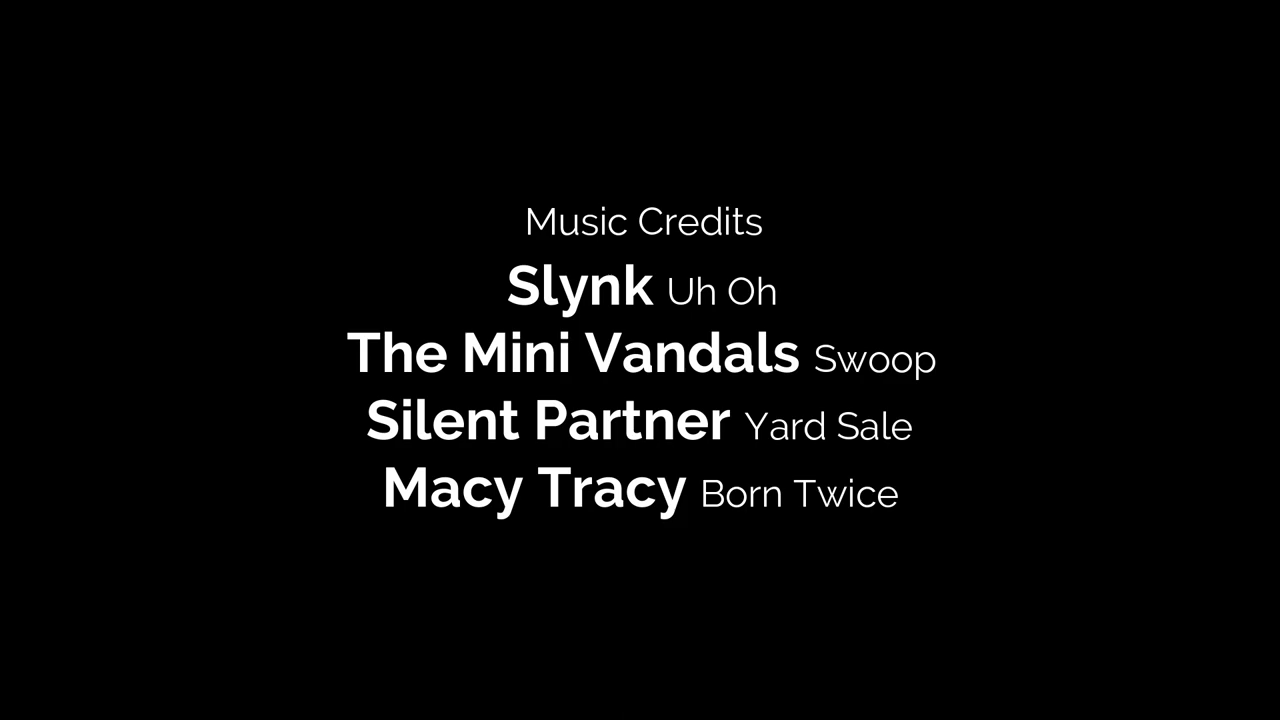 Music Credits
Slynk Uh Oh
The Mini Vandals Swoop
Silent Partner Yard Sale
Macy Tracy Born Twice